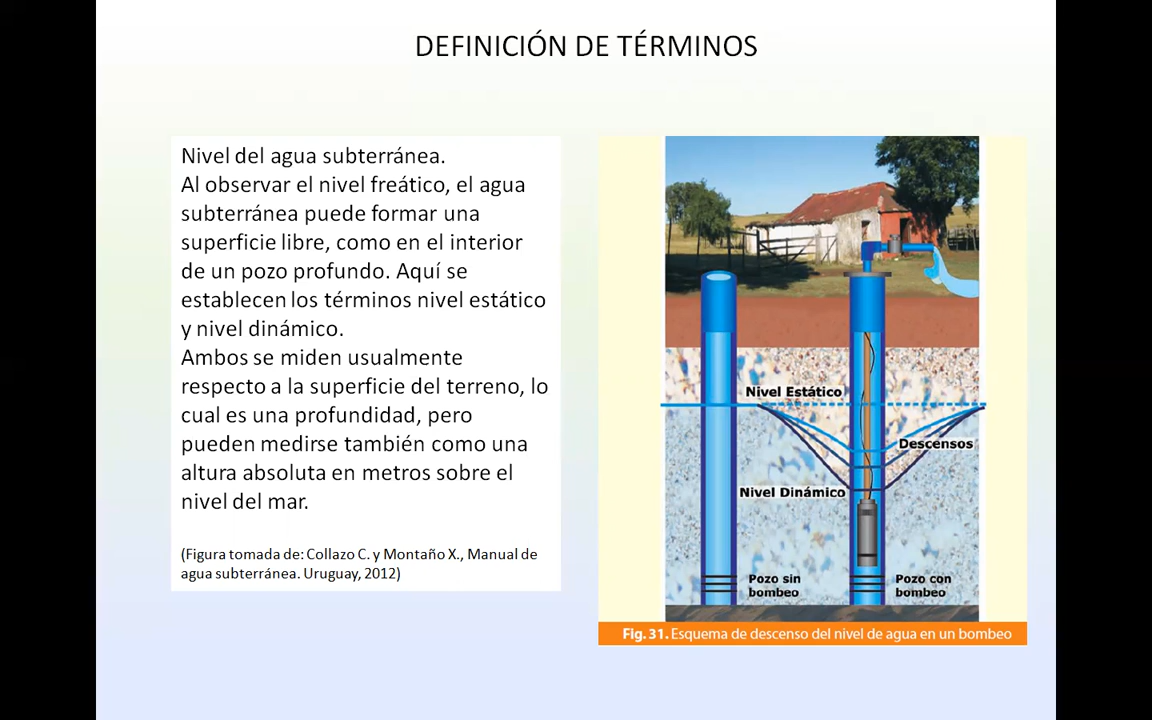 DEFINICIÓN DE TÉRMINOS
Nivel del agua subterránea.
Al observar el nivel freático, el agua
subterránea puede formar una
superficie libre, como en el interior
de un pozo profundo. Aquí se
establecen los términos nivel estático
y nivel dinámico.
Ambos se miden usualmente
respecto a la superficie del terreno, lo
cual es una profundidad, pero
pueden medirse también como una
altura absoluta en metros sobre el
nivel del mar.
(Figura tomada de: Collazo C. y Montaño X., Manual de
agua subterránea. Uruguay, 2012)
Nivel Estático
Descensos
Nivel Dinámico
Pozo sin
bombeo
Pozo con
bombeo
Fig. 31. Esquema de descenso del nivel de agua en un bombeo